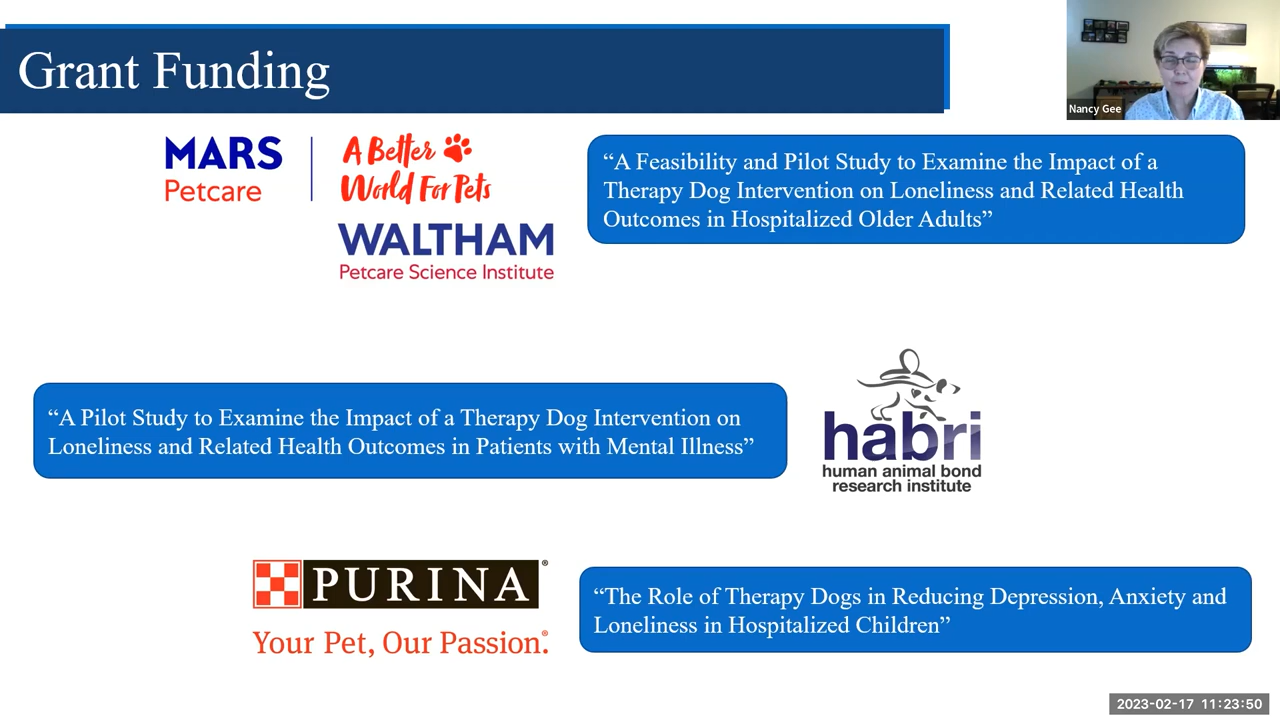 Grant Funding
Nancy Gee
MARS
Petcare
A Better
World For Pets
WALTHAM
Petcare Science Institute
“A Feasibility and Pilot Study to Examine the Impact of a
Therapy Dog Intervention on Loneliness and Related Health
Outcomes in Hospitalized Older Adults”
“A Pilot Study to Examine the Impact of a Therapy Dog Intervention on
Loneliness and Related Health Outcomes in Patients with Mental Illness”
habri
human animal bond
research institute
PURINA®
Your Pet, Our Passion.®
“The Role of Therapy Dogs in Reducing Depression, Anxiety and
Loneliness in Hospitalized Children”
2023-02-17 11:23:50